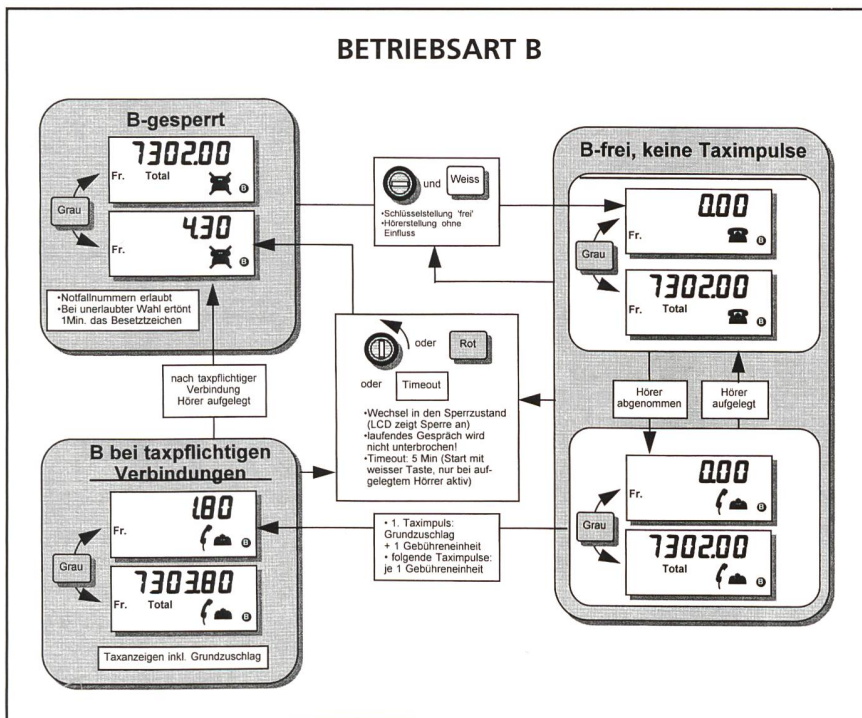 BETRIEBSART B
B-gesperrt
7302.00
Fr. Total B
Grau
4.30
Fr. B
•Notfallnummern erlaubt
•Bei unerlaubter Wahl ertönt
1Min. das Besetztzeichen
und Weiss
•Schlüsselstellung 'frei'
•Hörerstellung ohne
Einfluss
B-frei, keine Taximpulse
0.00
Fr. B
Grau
7302.00
Fr. Total B
nach taxpflichtiger
Verbindung
Hörer aufgelegt
oder Rot
oder Timeout
•Wechsel in den Sperrzustand
(LCD zeigt Sperre an)
•laufendes Gespräch wird
nicht unterbrochen!
•Timeout: 5 Min (Start mit
weisser Taste, nur bei auf-
gelegtem Hörrer aktiv)
Hörer
abgenommen
Hörer
aufgelegt
B bei taxpflichtigen
Verbindungen
1.80
Fr. B
Grau
7303.80
Fr. Total B
Taxanzeigen inkl. Grundzuschlag
• 1. Taximpuls:
Grundzuschlag
+ 1 Gebühreneinheit
• folgende Taximpulse:
je 1 Gebühreneinheit
0.00
Fr. B
Grau
7302.00
Total B
Fr.